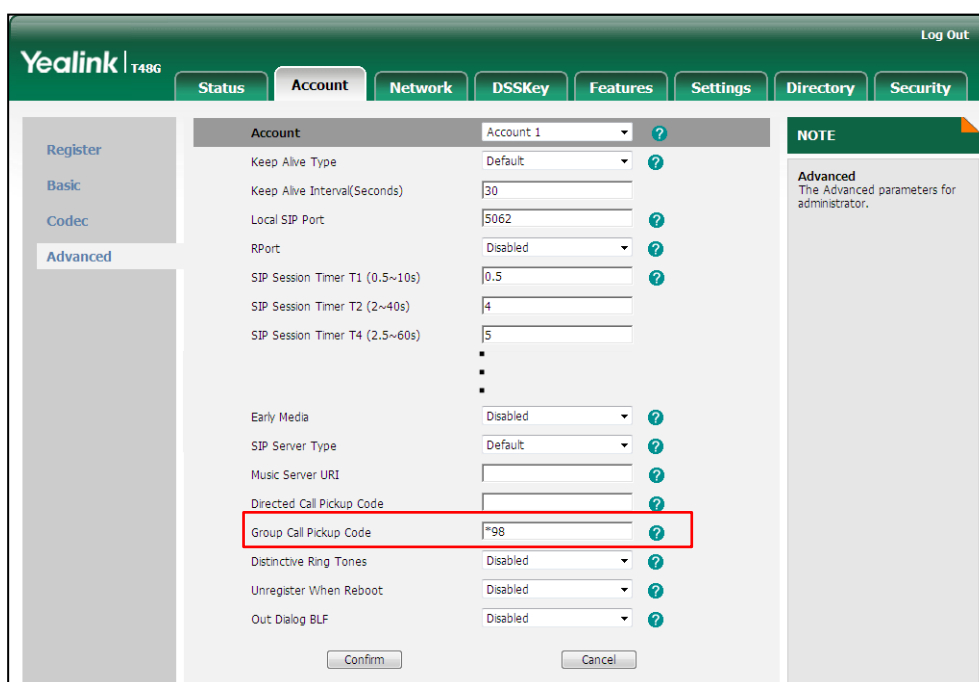 Log Out
Yealink T48G
Status Account Network DSSKey Features Settings Directory Security
Register
Basic
Codec
Advanced
Account Account 1 ?
Keep Alive Type Default ?
Keep Alive Interval(Seconds) 30
Local SIP Port 5062 ?
RPort Disabled ?
SIP Session Timer T1 (0.5~10s) 0.5 ?
SIP Session Timer T2 (2~40s) 4
SIP Session Timer T4 (2.5~60s) 5
Early Media Disabled ?
SIP Server Type Default ?
Music Server URI ?
Directed Call Pickup Code ?
Group Call Pickup Code *98 ?
Distinctive Ring Tones Disabled ?
Unregister When Reboot Disabled ?
Out Dialog BLF Disabled ?
Confirm Cancel
NOTE
Advanced
The Advanced parameters for
administrator.